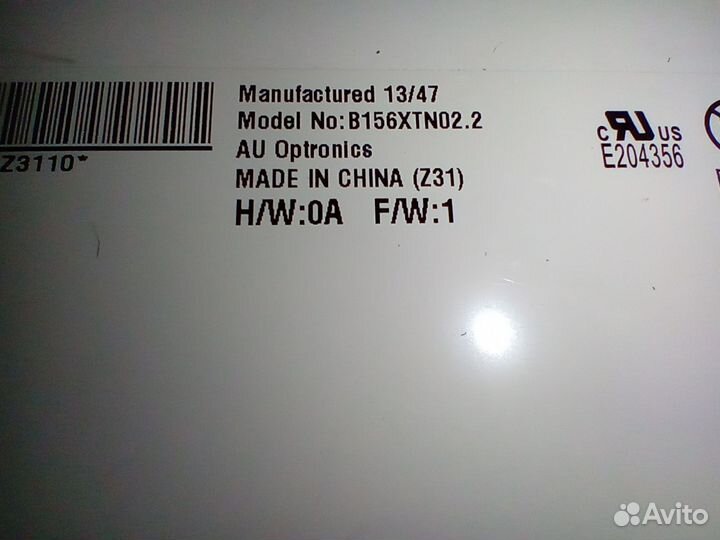 Manufactured 13/47
Model No:B156XTN02.2
AU Optronics
MADE IN CHINA (Z31)
H/W:0A F/W:1
Z3110*
c RU US
E204356
Avito